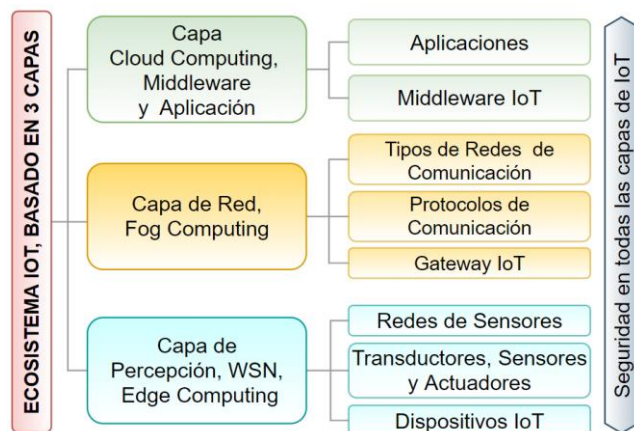 ECOSISTEMA IOT, BASADO EN 3 CAPAS
Capa
Cloud Computing,
Middleware
y Aplicación
Aplicaciones
Middleware IoT
Capa de Red,
Fog Computing
Tipos de Redes de
Comunicación
Protocolos de
Comunicación
Gateway IoT
Capa de
Percepción, WSN,
Edge Computing
Redes de Sensores
Transductores, Sensores
y Actuadores
Dispositivos IoT
Seguridad en todas las capas de IoT